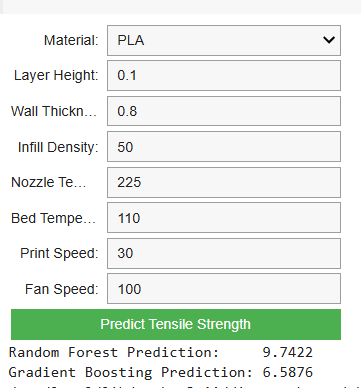 Material: PLA
Layer Height: 0.1
Wall Thickn... 0.8
Infill Density: 50
Nozzle Te... 225
Bed Tempe... 110
Print Speed: 30
Fan Speed: 100
Predict Tensile Strength
Random Forest Prediction: 9.7422
Gradient Boosting Prediction: 6.5876